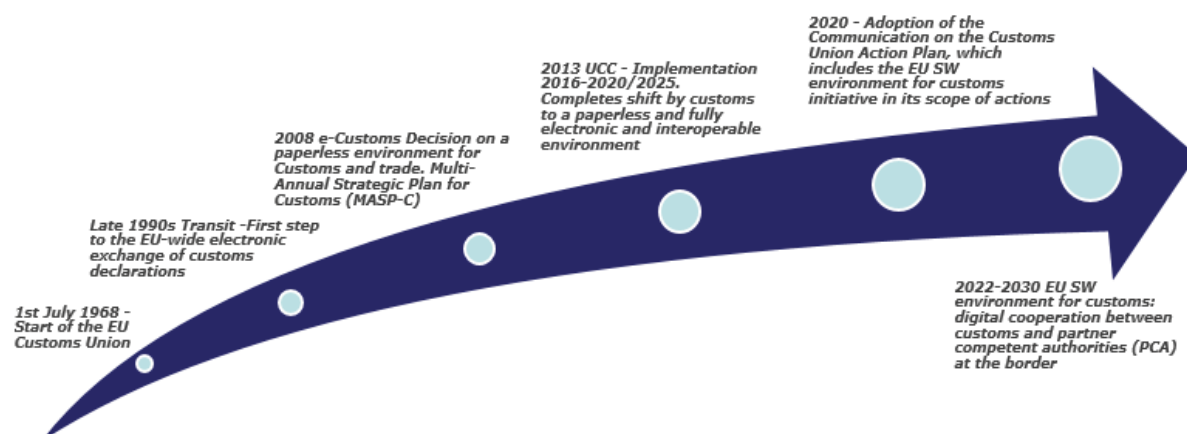 1st July 1968 -
Start of the EU
Customs Union
Late 1990s Transit -First step
to the EU-wide electronic
exchange of customs
declarations
2008 e-Customs Decision on a
paperless environment for
Customs and trade. Multi-
Annual Strategic Plan for
Customs (MASP-C)
2013 UCC - Implementation
2016-2020/2025.
Completes shift by customs
to a paperless and fully
electronic and interoperable
environment
2020 - Adoption of the
Communication on the Customs
Union Action Plan, which
includes the EU SW
environment for customs
initiative in its scope of actions
2022-2030 EU SW
environment for customs:
digital cooperation between
customs and partner
competent authorities (PCA)
at the border